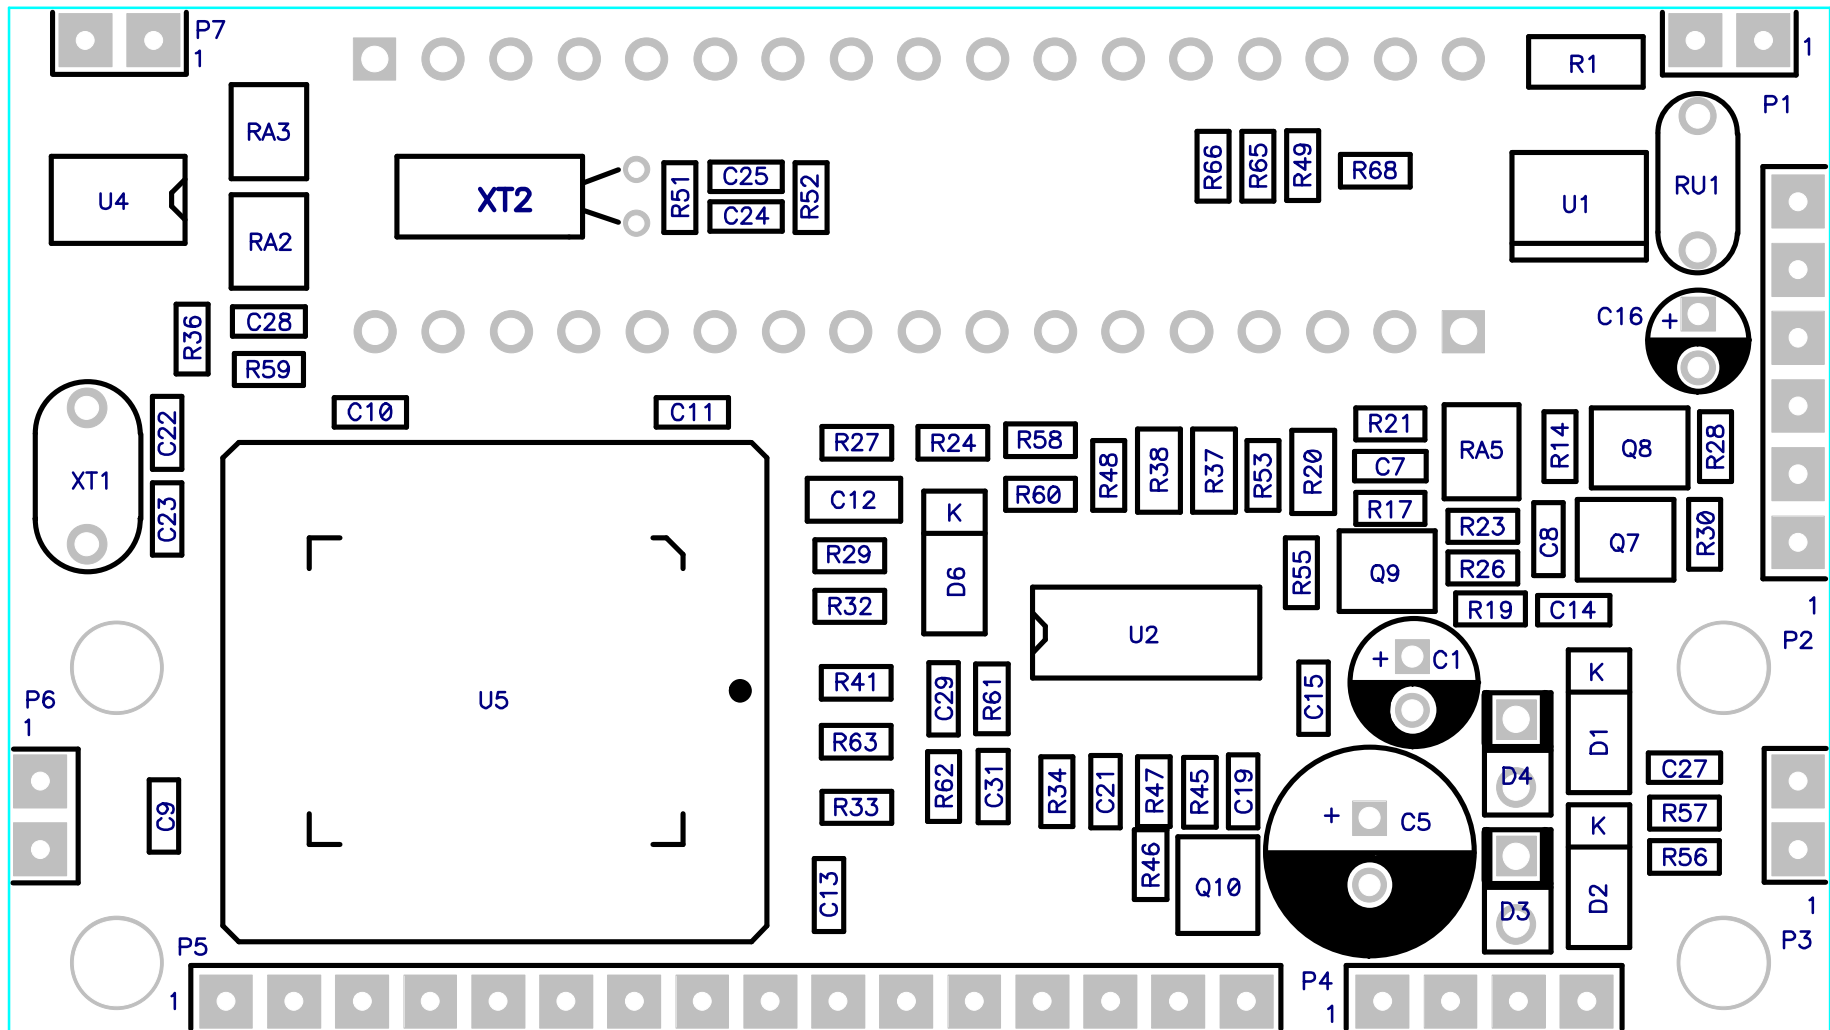 P7
1
1
R1
P1
RA3
U4
RA2
XT2
R51
C25
C24
R52
R66
R65
R49
R68
U1
RU1
R36
C28
R59
C16
+
C10
C11
C22
XT1
C23
R27
R24
R58
R48
R38
R37
R53
R20
R21
C7
R17
RA5
R14
Q8
R28
C12
K
D6
R60
R29
R32
R55
Q9
R23
R26
C8
Q7
R30
R19
C14
1
P2
U2
+
C1
P6
1
U5
R41
C29
R61
C15
K
D1
R63
R62
C31
R34
C21
R47
R45
C19
D4
C27
R57
R56
C9
R33
+
C5
K
D2
R46
Q10
C13
D3
1
P3
P5
1
P4
1